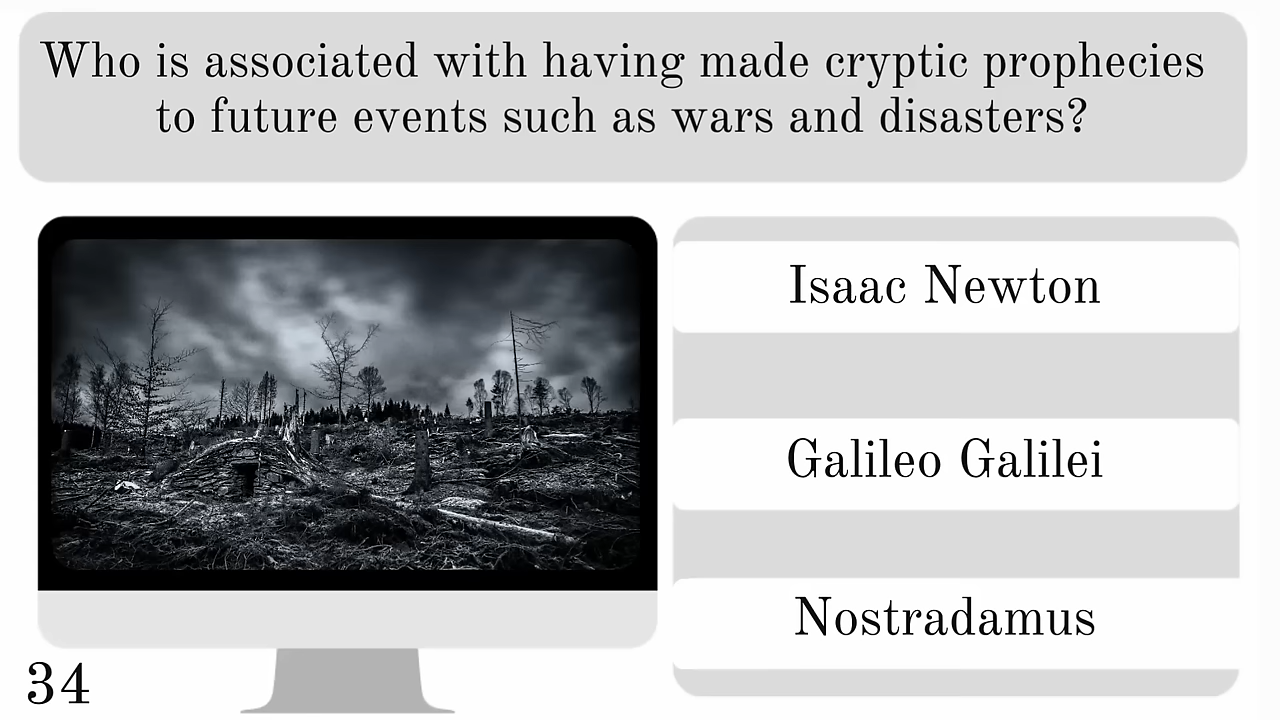 Who is associated with having made cryptic prophecies
to future events such as wars and disasters?
Isaac Newton
Galileo Galilei
Nostradamus
34